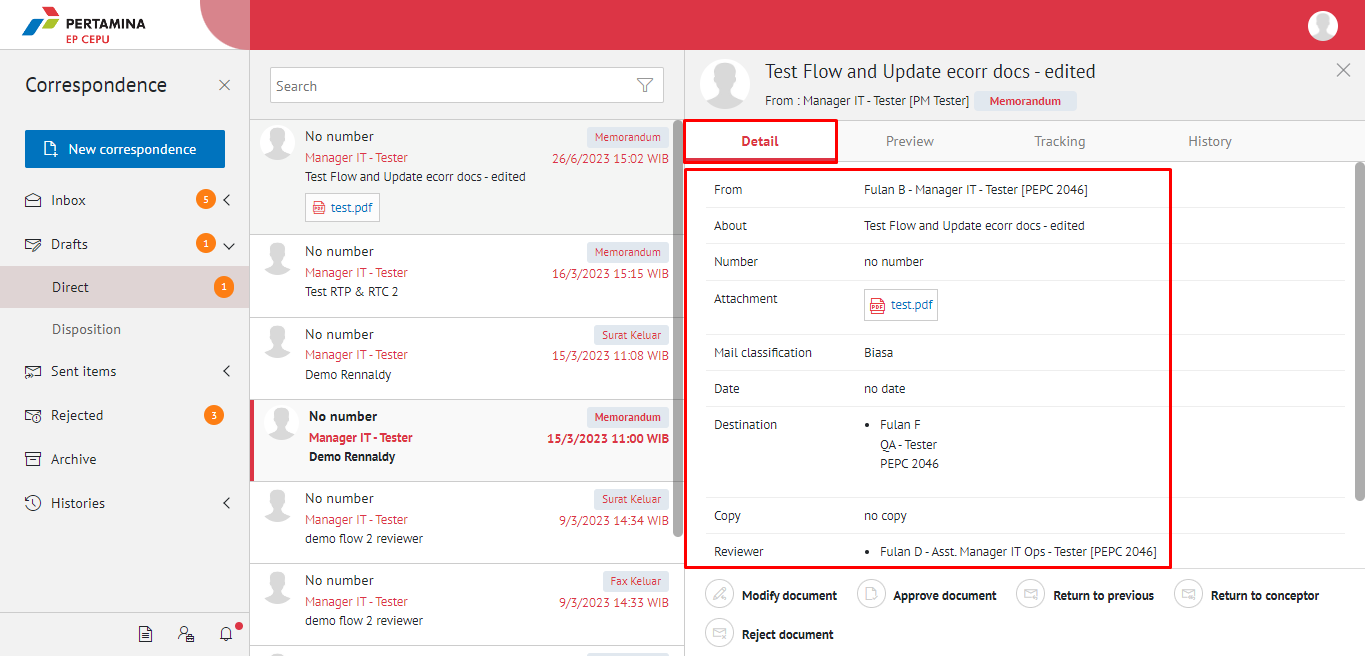 PERTAMINA
EP CEPU
Correspondence
New correspondence
Inbox
5
Drafts
1
Direct
1
Disposition
Sent items
Rejected
3
Archive
Histories
Search
No number
Memorandum
Manager IT - Tester
26/6/2023 15:02 WIB
Test Flow and Update ecorr docs - edited
PDF
test.pdf
No number
Memorandum
Manager IT - Tester
16/3/2023 15:15 WIB
Test RTP & RTC 2
No number
Surat Keluar
Manager IT - Tester
15/3/2023 11:08 WIB
Demo Rennaldy
No number
Memorandum
Manager IT - Tester
15/3/2023 11:00 WIB
Demo Rennaldy
No number
Surat Keluar
Manager IT - Tester
9/3/2023 14:34 WIB
demo flow 2 reviewer
No number
Fax Keluar
Manager IT - Tester
9/3/2023 14:33 WIB
demo flow 2 reviewer
Test Flow and Update ecorr docs - edited
From : Manager IT - Tester [PM Tester]
Memorandum
Detail
Preview
Tracking
History
From
Fulan B - Manager IT - Tester [PEPC 2046]
About
Test Flow and Update ecorr docs - edited
Number
no number
Attachment
PDF
test.pdf
Mail classification
Biasa
Date
no date
Destination
• Fulan F
QA - Tester
PEPC 2046
Copy
no copy
Reviewer
• Fulan D - Asst. Manager IT Ops - Tester [PEPC 2046]
Modify document
Approve document
Return to previous
Return to conceptor
Reject document